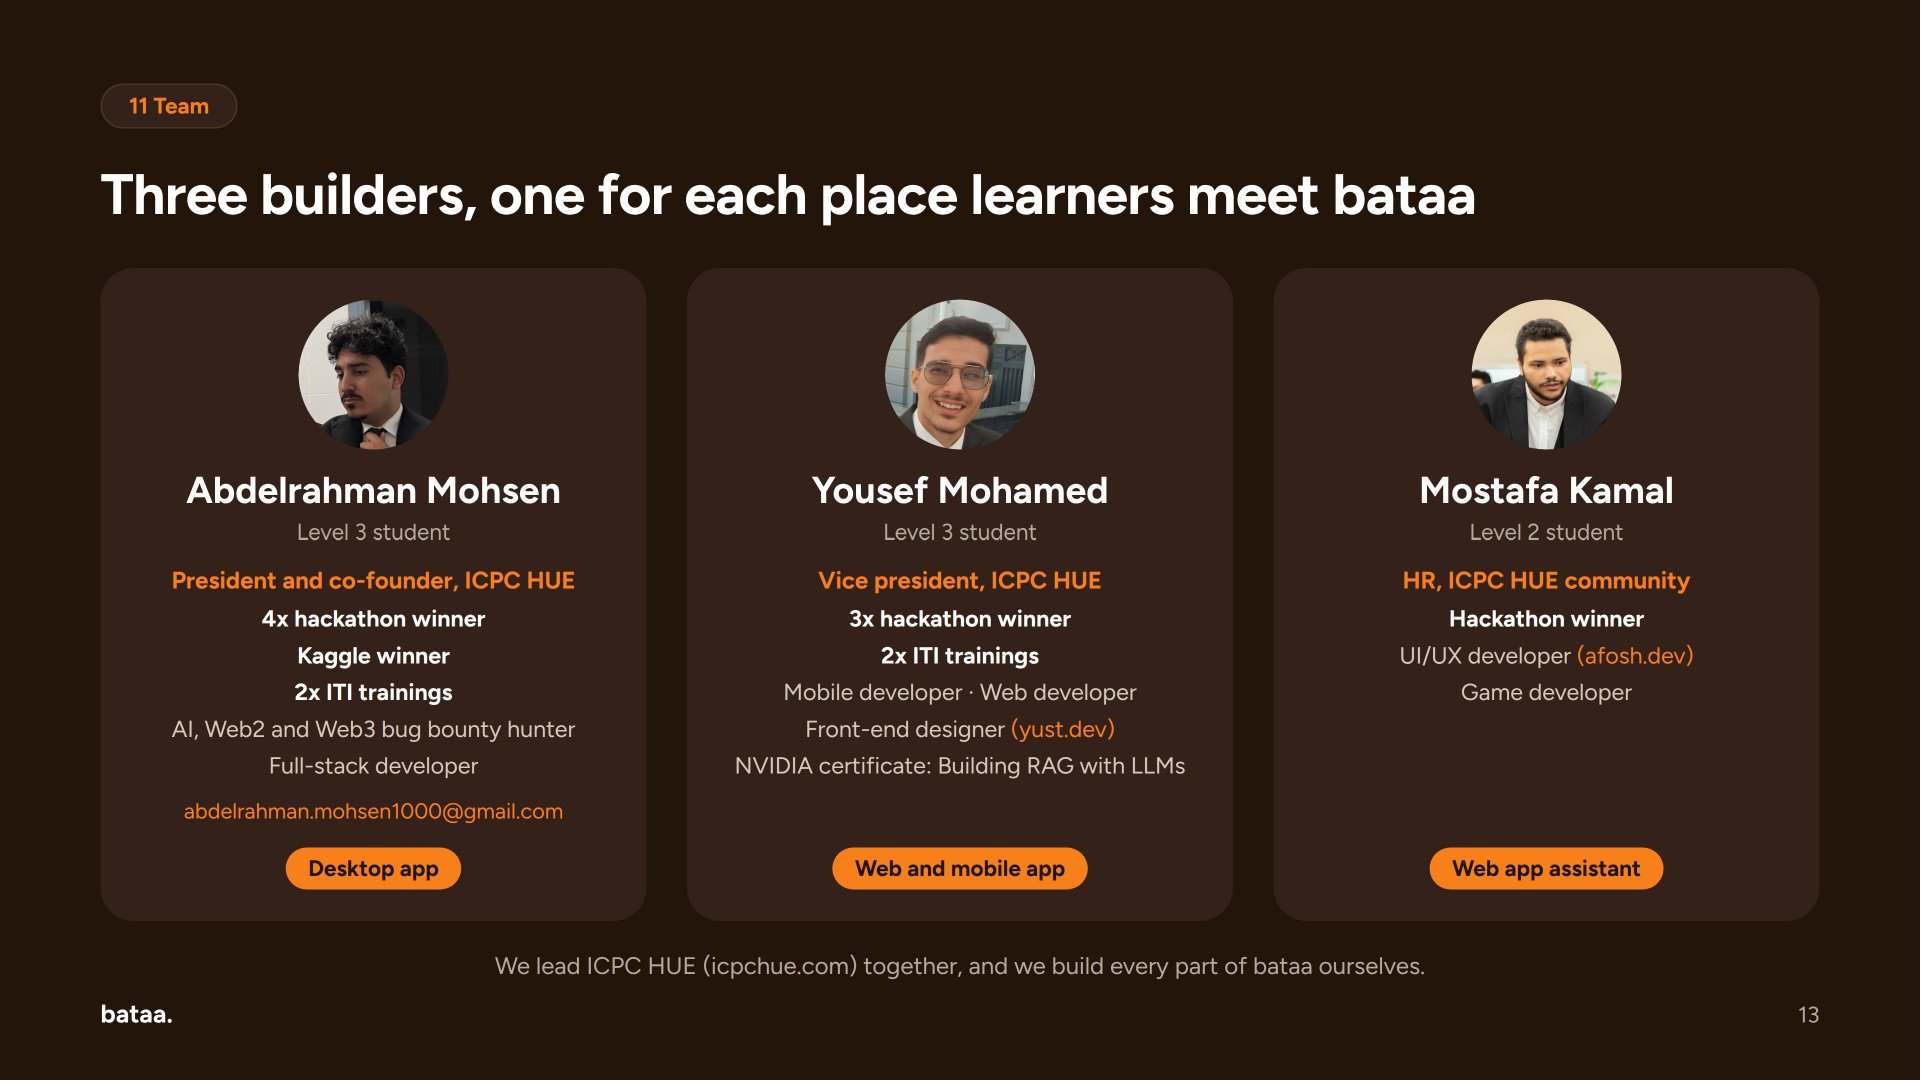 11 Team
Three builders, one for each place learners meet bataa
Abdelrahman Mohsen
Level 3 student
President and co-founder, ICPC HUE
4x hackathon winner
Kaggle winner
2x ITI trainings
AI, Web2 and Web3 bug bounty hunter
Full-stack developer
abdelrahman.mohsen1000@gmail.com
Desktop app
Yousef Mohamed
Level 3 student
Vice president, ICPC HUE
3x hackathon winner
2x ITI trainings
Mobile developer · Web developer
Front-end designer (yust.dev)
NVIDIA certificate: Building RAG with LLMs
Web and mobile app
Mostafa Kamal
Level 2 student
HR, ICPC HUE community
Hackathon winner
UI/UX developer (afosh.dev)
Game developer
Web app assistant
We lead ICPC HUE (icpchue.com) together, and we build every part of bataa ourselves.
bataa.
13